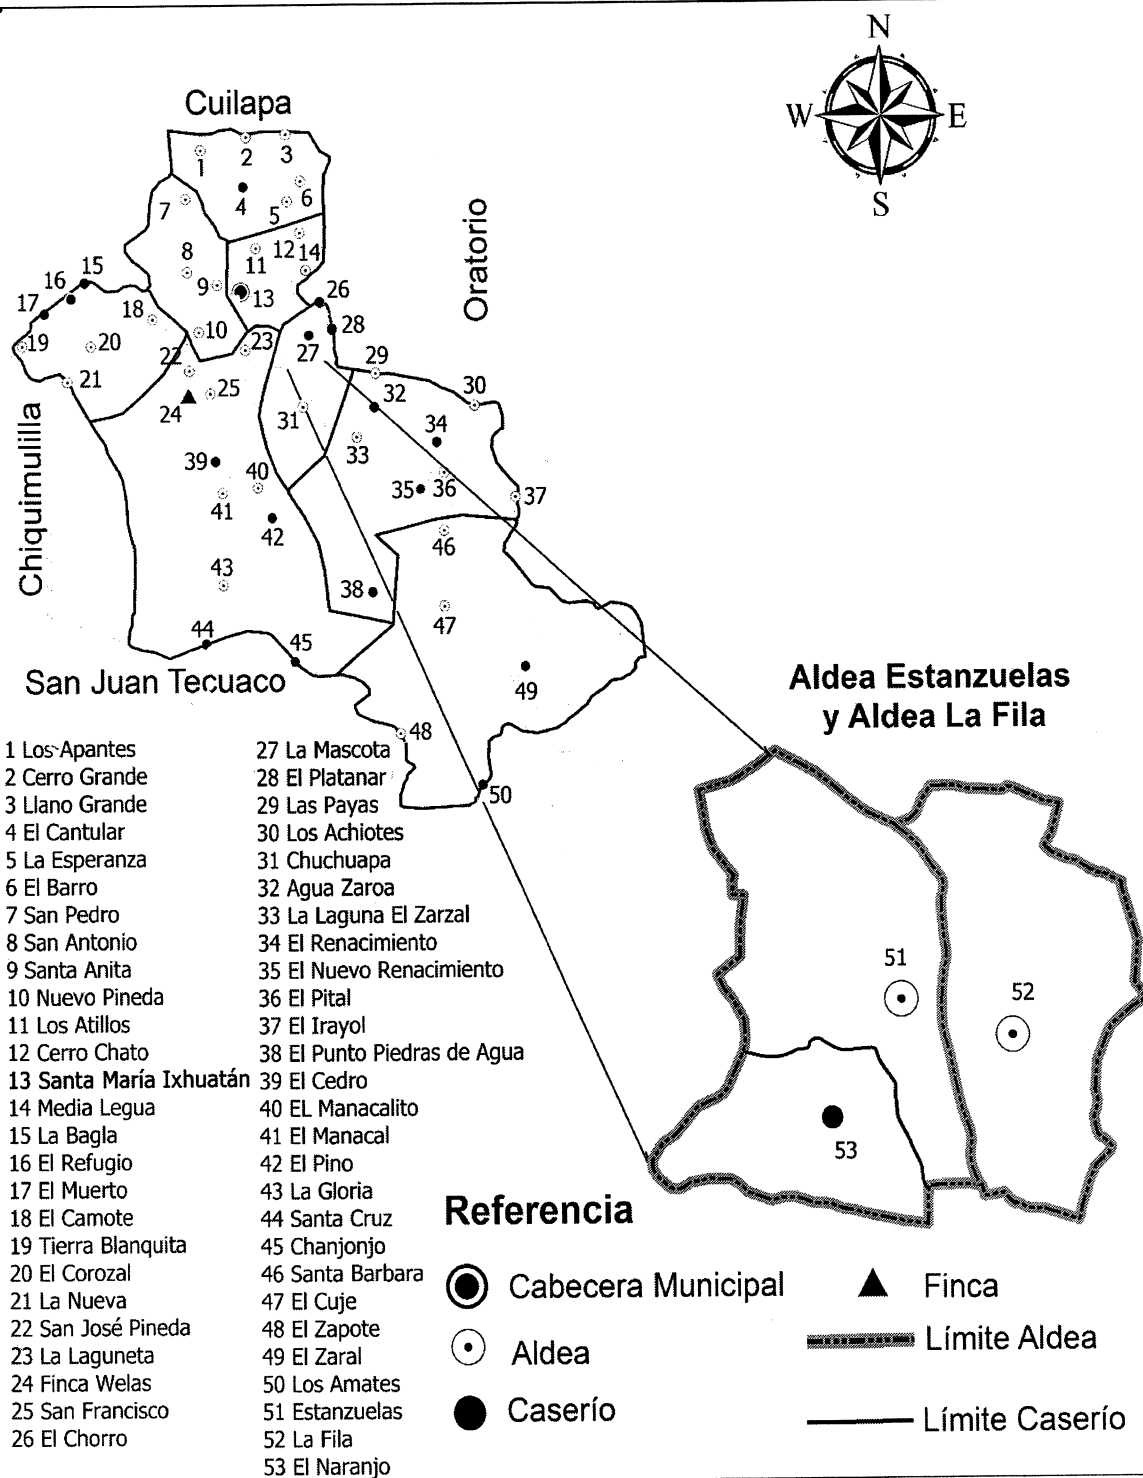 N
W E
S
Cuilapa
Oratorio
Chiquimulilla
San Juan Tecuaco
1
2
3
4
5
6
7
8
9
10
11
12
13
14
15
16
17
18
19
20
21
22
23
24
25
26
27
28
29
30
31
32
33
34
35
36
37
38
39
40
41
42
43
44
45
46
47
48
49
50
Aldea Estanzuelas
y Aldea La Fila
51
52
53
1 Los Apantes
2 Cerro Grande
3 Llano Grande
4 El Cantular
5 La Esperanza
6 El Barro
7 San Pedro
8 San Antonio
9 Santa Anita
10 Nuevo Pineda
11 Los Atillos
12 Cerro Chato
13 Santa María Ixhuatán
14 Media Legua
15 La Bagla
16 El Refugio
17 El Muerto
18 El Camote
19 Tierra Blanquita
20 El Corozal
21 La Nueva
22 San José Pineda
23 La Laguneta
24 Finca Welas
25 San Francisco
26 El Chorro
27 La Mascota
28 El Platanar
29 Las Payas
30 Los Achiotes
31 Chuchuapa
32 Agua Zaroa
33 La Laguna El Zarzal
34 El Renacimiento
35 El Nuevo Renacimiento
36 El Pital
37 El Irayol
38 El Punto Piedras de Agua
39 El Cedro
40 EL Manacalito
41 El Manacal
42 El Pino
43 La Gloria
44 Santa Cruz
45 Chanjonjo
46 Santa Barbara
47 El Cuje
48 El Zapote
49 El Zaral
50 Los Amates
51 Estanzuelas
52 La Fila
53 El Naranjo
Referencia
Cabecera Municipal
Aldea
Caserío
Finca
Límite Aldea
Límite Caserío